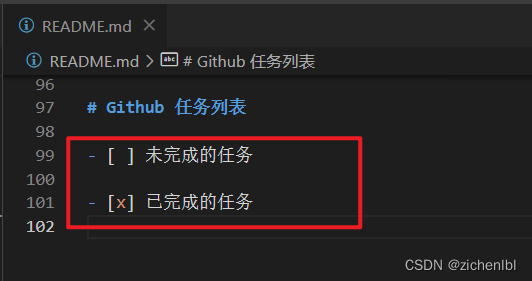 README.md
README.md > # Github 任务列表
96
97 # Github 任务列表
98
99 - [ ] 未完成的任务
100
101 - [x] 已完成的任务
102
CSDN @zichenlbl